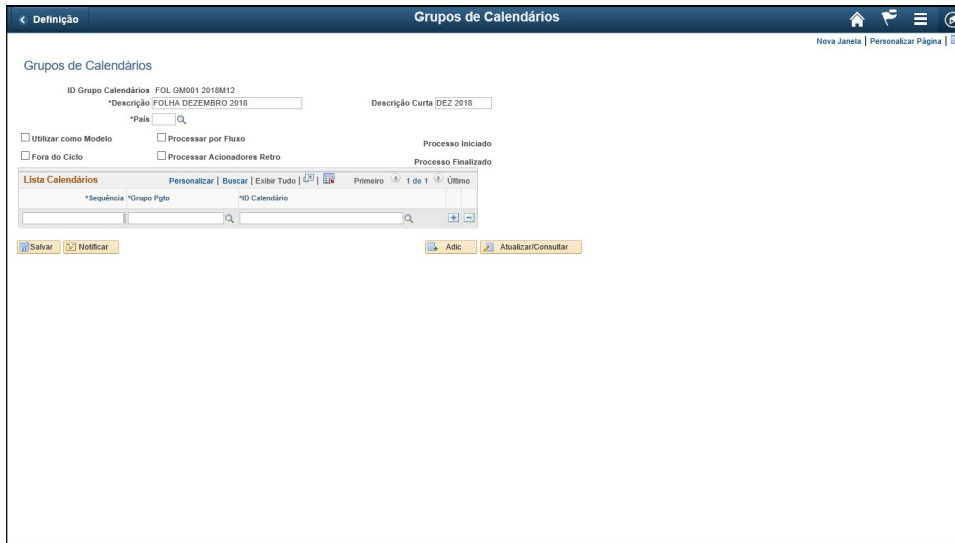 Definição
Grupos de Calendários
Nova Janela | Personalizar Página |
Grupos de Calendários
ID Grupo Calendários FOL GM001 2018M12
*Descrição FOLHA DEZEMBRO 2018 Descrição Curta DEZ 2018
*País
Utilizar como Modelo Processar por Fluxo Processo Iniciado
Fora do Ciclo Processar Acionadores Retro Processo Finalizado
Lista Calendários Personalizar | Buscar | Exibir Tudo | | Primeiro 1 de 1 Último
*Sequência *Grupo Pgto *ID Calendário
Salvar Notificar Adic Atualizar/Consultar